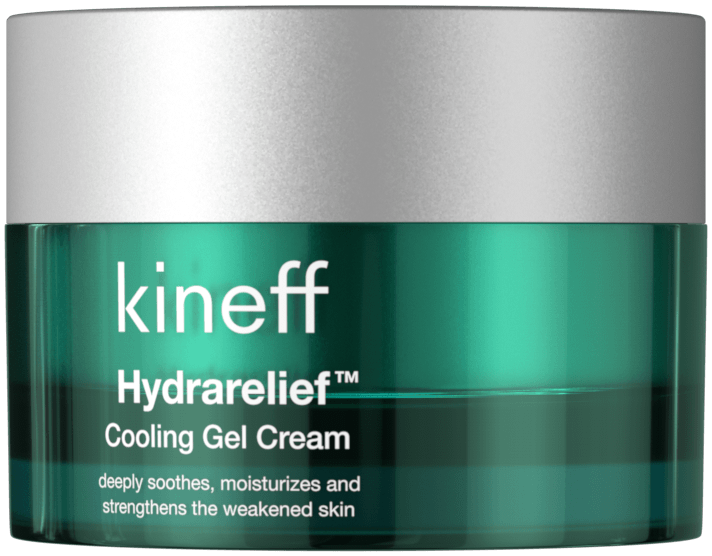 kineff
Hydrarelief™
Cooling Gel Cream
deeply soothes, moisturizes and
strengthens the weakened skin